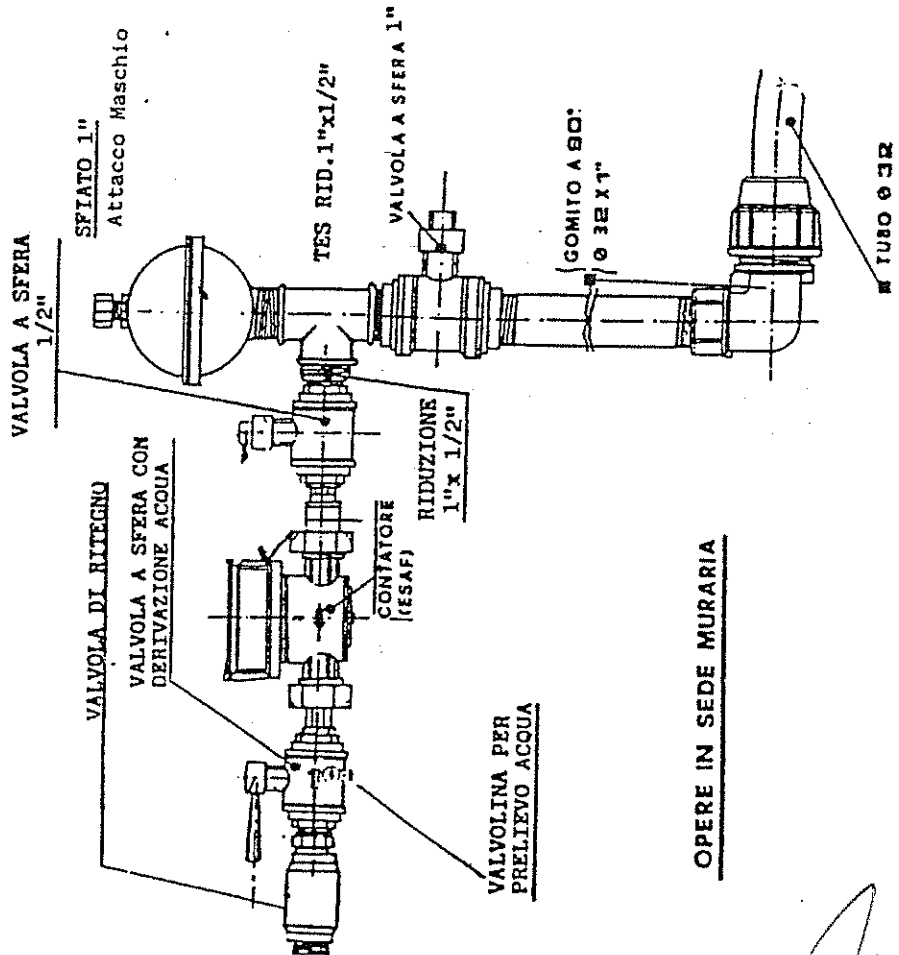 VALVOLA A SFERA
1/2"
SFIATO 1"
Attacco Maschio
TES RID.1"x1/2"
VALVOLA A SFERA 1"
GOMITO A 90°
Ø 32 X 1"
TUBO Ø 32
VALVOLA DI RITEGNO
VALVOLA A SFERA CON
DERIVAZIONE ACQUA
RIDUZIONE
1"x 1/2"
CONTATORE
(ESAF)
VALVOLINA PER
PRELIEVO ACQUA
OPERE IN SEDE MURARIA